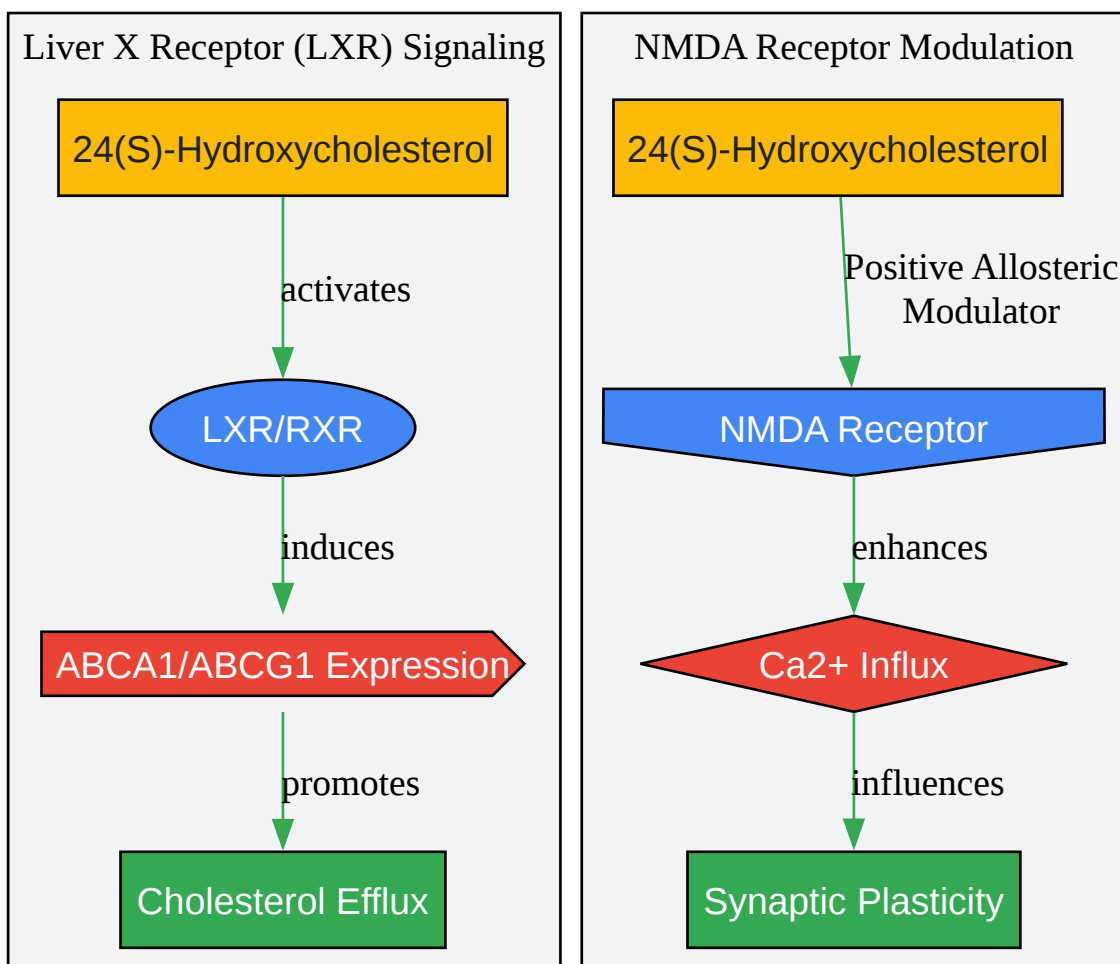 Liver X Receptor (LXR) Signaling
24(S)-Hydroxycholesterol
activates
LXR/RXR
induces
ABCA1/ABCG1 Expression
promotes
Cholesterol Efflux
NMDA Receptor Modulation
24(S)-Hydroxycholesterol
Positive Allosteric
Modulator
NMDA Receptor
enhances
Ca2+ Influx
influences
Synaptic Plasticity